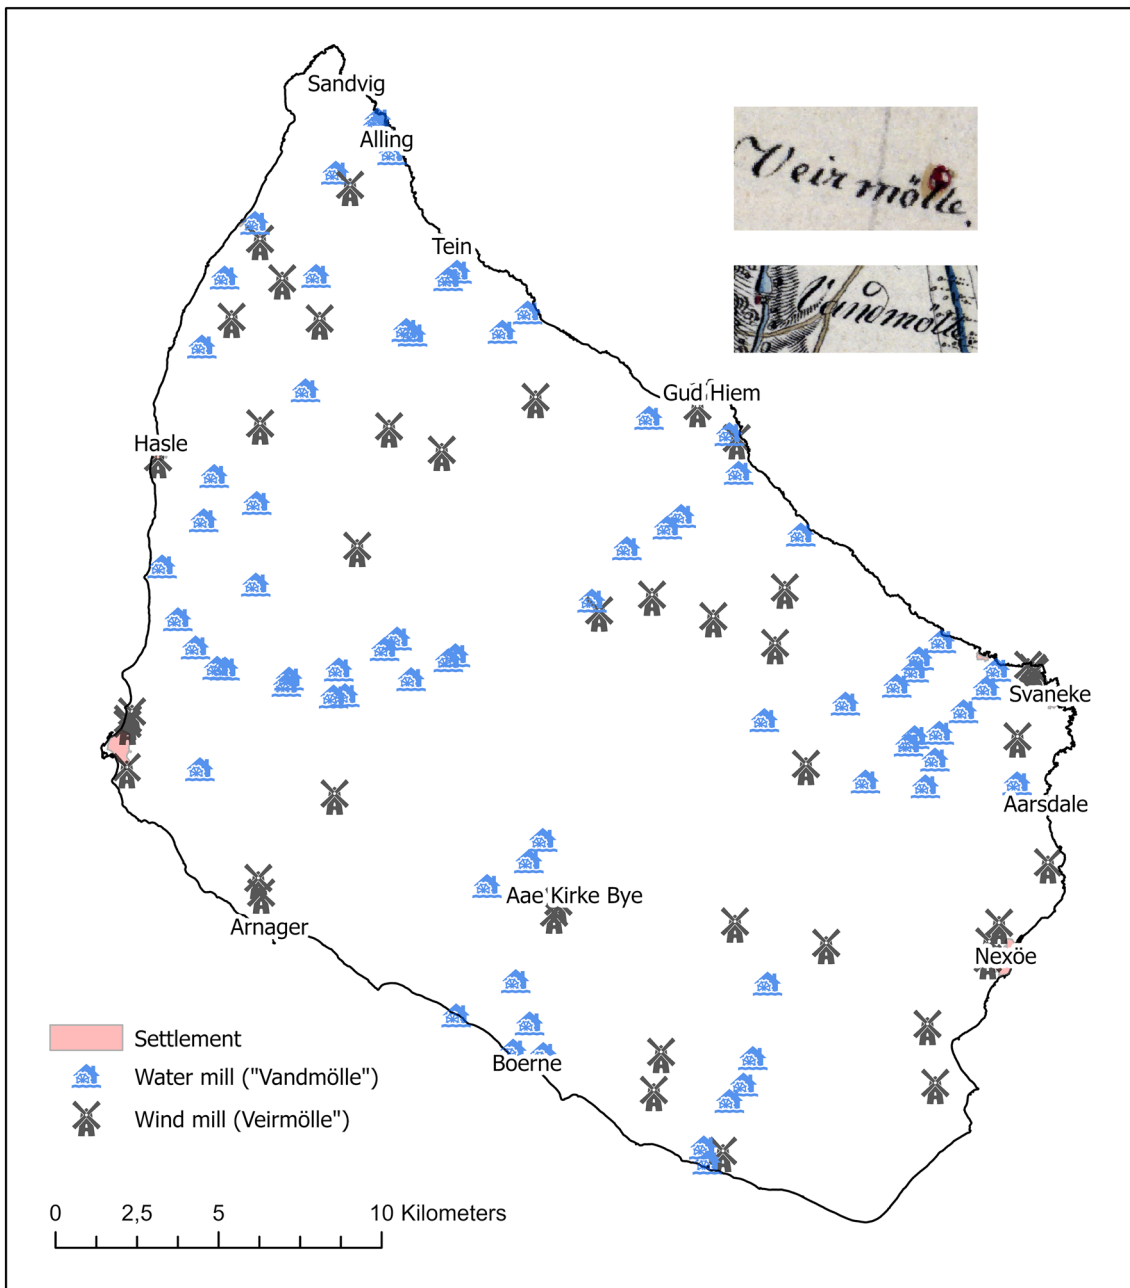 Sandvig
Alling
Veir mölle.
Tein
Vandmölle
Gud Hiem
Hasle
Svaneke
Aarsdale
Aae Kirke Bye
Arnager
Nexöe
Settlement
Boerne
Water mill ("Vandmölle")
Wind mill (Veirmölle")
0 2,5 5 10 Kilometers